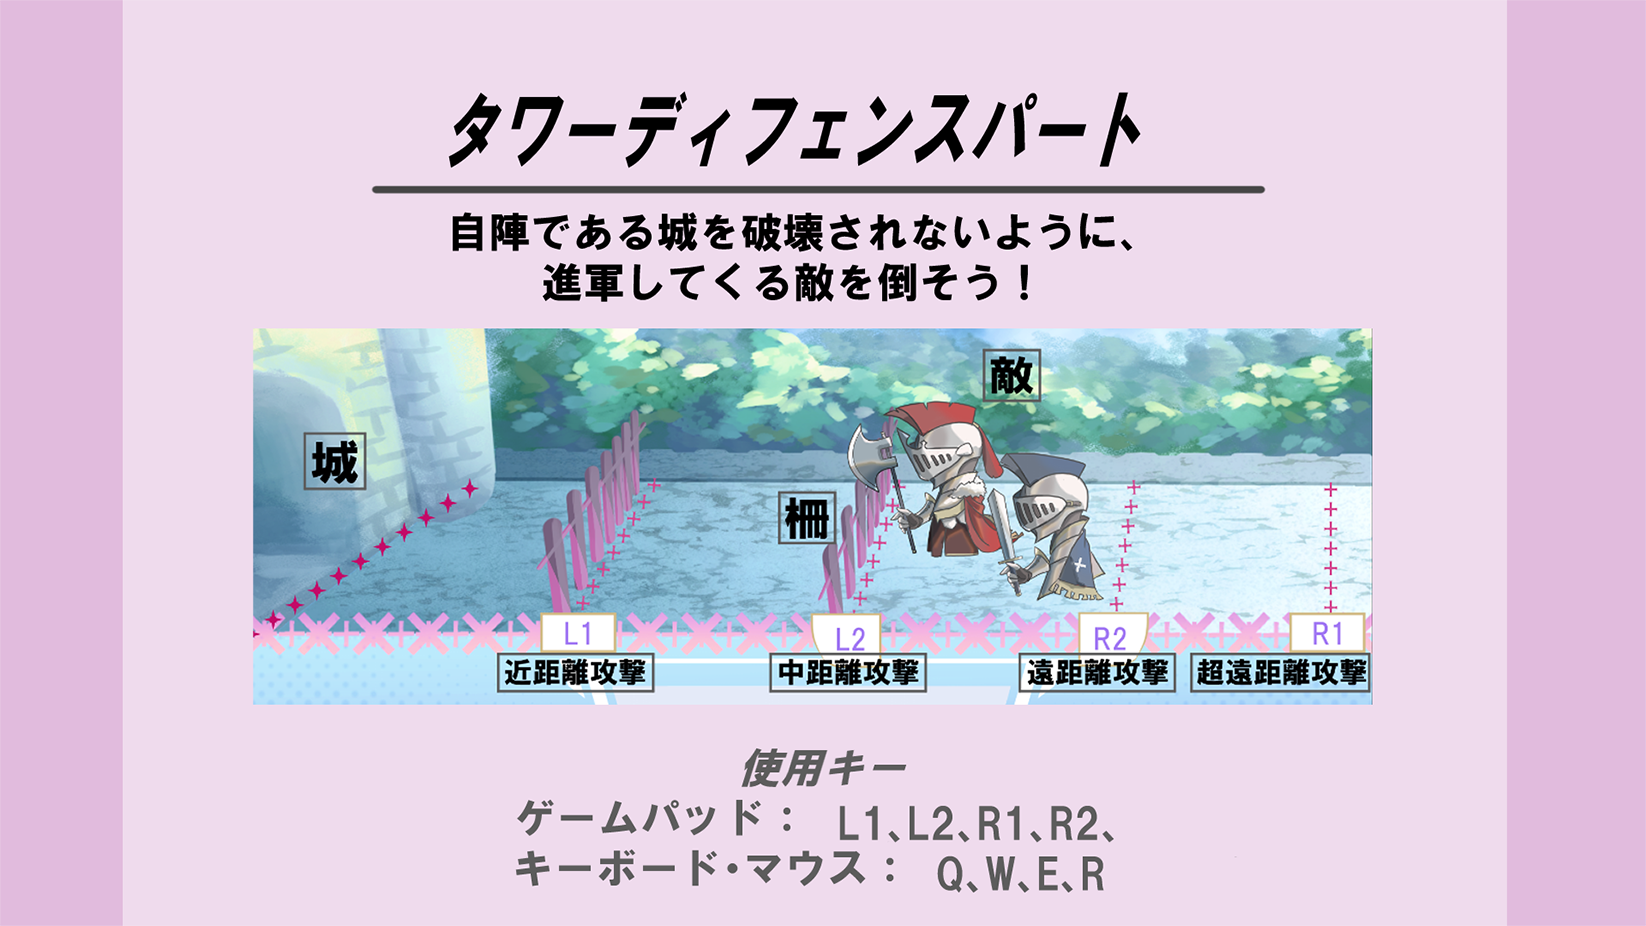 タワーディフェンスパート
自陣である城を破壊されないように、
進軍してくる敵を倒そう！
敵
城
柵
L1
L2
R2
R1
近距離攻撃
中距離攻撃
遠距離攻撃
超遠距離攻撃
使用キー
ゲームパッド： L1、L2、R1、R2、
キーボード・マウス： Q、W、E、R